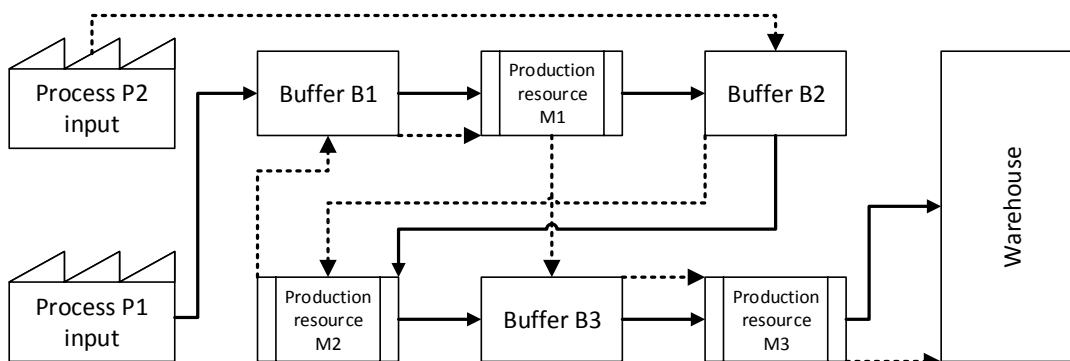 Process P2
input
Buffer B1
Production
resource
M1
Buffer B2
Warehouse
Process P1
input
Production
resource
M2
Buffer B3
Production
resource
M3